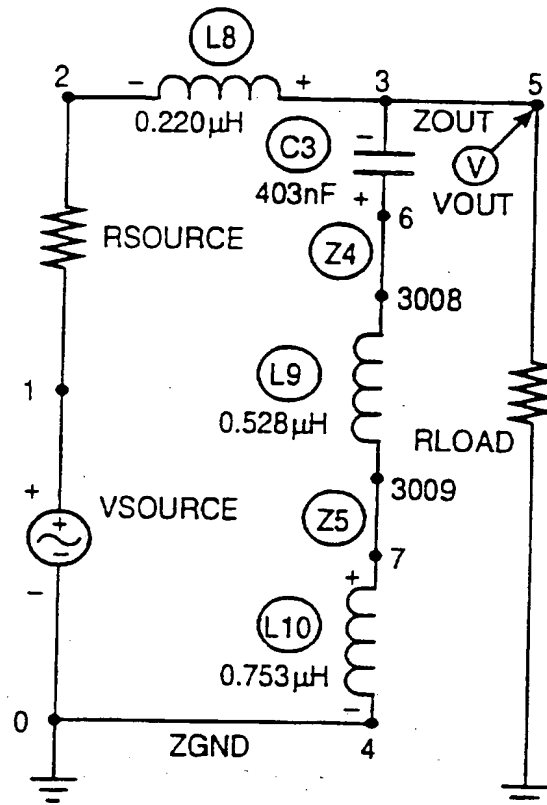 L8
2
-
+
3
5
0.220μH
ZOUT
-
C3
V
403nF
+
VOUT
6
RSOURCE
Z4
3008
1
L9
0.528μH
RLOAD
+
VSOURCE
3009
+
-
Z5
-
7
+
L10
0.753μH
0
-
ZGND
4